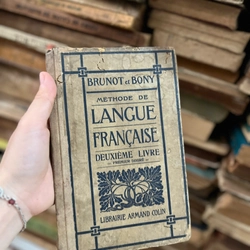 BRUNOT et BONY
MÉTHODE DE
LANGUE
FRANÇAISE
DEUXIÈME LIVRE
LIBRAIRIE ARMAND COLIN